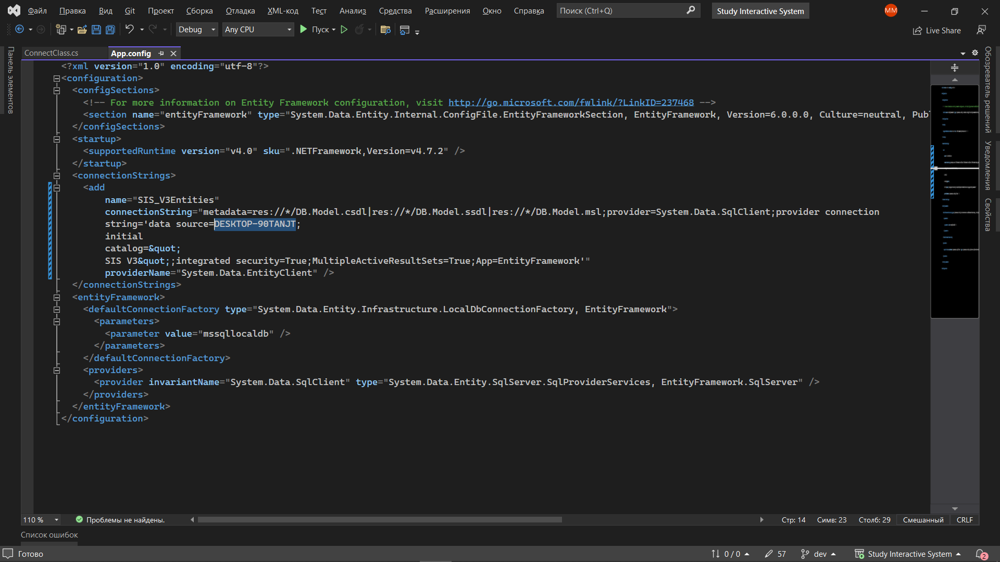 Файл Правка Вид Git Проект Сборка Отладка XML-код Тест Анализ Средства Расширения Окно Справка Поиск (Ctrl+Q) Study Interactive System MM
Debug Any CPU Пуск Live Share
ConnectClass.cs App.config
Панель элементов
<?xml version="1.0" encoding="utf-8"?>
<configuration>
<configSections>
<!-- For more information on Entity Framework configuration, visit http://go.microsoft.com/fwlink/?LinkID=237468 -->
<section name="entityFramework" type="System.Data.Entity.Internal.ConfigFile.EntityFrameworkSection, EntityFramework, Version=6.0.0.0, Culture=neutral, Publ
</configSections>
<startup>
<supportedRuntime version="v4.0" sku=".NETFramework,Version=v4.7.2" />
</startup>
<connectionStrings>
<add
name="SIS_V3Entities"
connectionString="metadata=res://*/DB.Model.csdl|res://*/DB.Model.ssdl|res://*/DB.Model.msl;provider=System.Data.SqlClient;provider connection
string='data source=DESKTOP-90TANJT;
initial
catalog=&quot;
SIS V3&quot;;integrated security=True;MultipleActiveResultSets=True;App=EntityFramework'"
providerName="System.Data.EntityClient" />
</connectionStrings>
<entityFramework>
<defaultConnectionFactory type="System.Data.Entity.Infrastructure.LocalDbConnectionFactory, EntityFramework">
<parameters>
<parameter value="mssqllocaldb" />
</parameters>
</defaultConnectionFactory>
<providers>
<provider invariantName="System.Data.SqlClient" type="System.Data.Entity.SqlServer.SqlProviderServices, EntityFramework.SqlServer" />
</providers>
</entityFramework>
</configuration>
Обозреватель решений
Уведомления
Свойства
110 % Проблемы не найдены. Стр: 14 Симв: 23 Столб: 29 Смешанный CRLF
Список ошибок
Готово 0 / 0 57 dev Study Interactive System 2